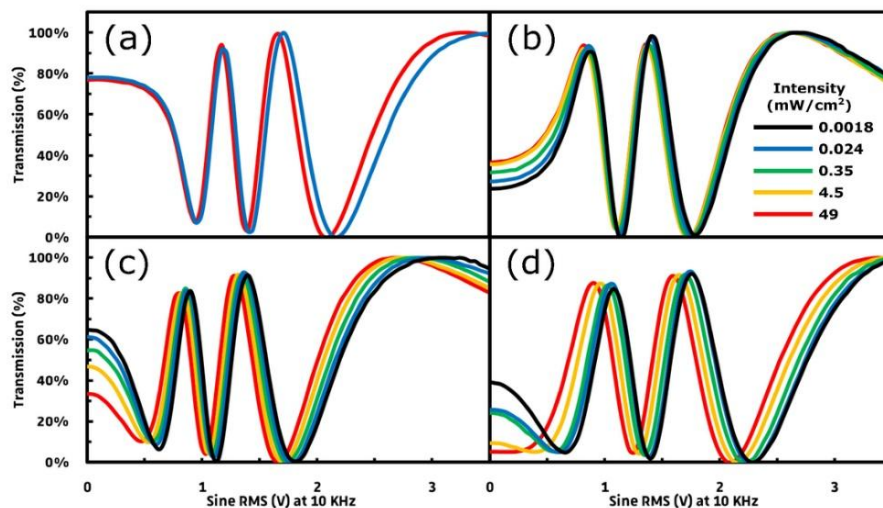 (a)
(b)
Transmission (%)
100%
80%
60%
40%
20%
0%
Intensity
(mW/cm²)
0.0018
0.024
0.35
4.5
49
(c)
(d)
Transmission (%)
100%
80%
60%
40%
20%
0%
0 1 2 3
0 1 2 3
Sine RMS (V) at 10 KHz
Sine RMS (V) at 10 KHz